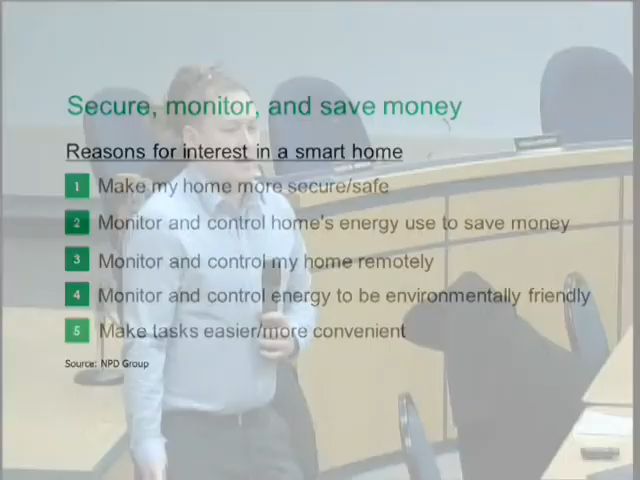 Secure, monitor, and save money
Reasons for interest in a smart home
1 Make my home more secure/safe
2 Monitor and control home's energy use to save money
3 Monitor and control my home remotely
4 Monitor and control energy to be environmentally friendly
5 Make tasks easier/more convenient
Source: NPD Group